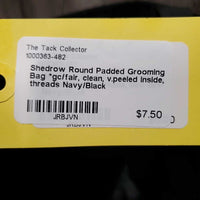 The Tack Collector
1000363-482
Shedrow Round Padded Grooming
Bag *gc/fair, clean, v.peeled inside,
threads Navy/Black
$7.50
JRBJVN